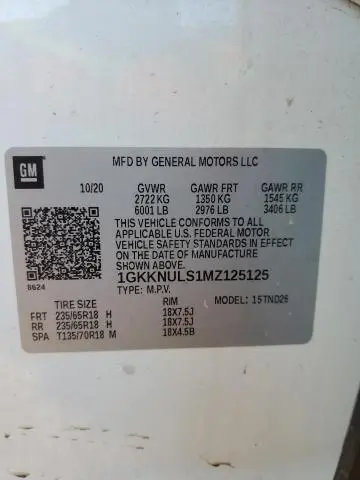 GM
MFD BY GENERAL MOTORS LLC
10/20 GVWR GAWR FRT GAWR RR
2722 KG 1350 KG 1545 KG
6001 LB 2976 LB 3406 LB
THIS VEHICLE CONFORMS TO ALL
APPLICABLE U.S. FEDERAL MOTOR
VEHICLE SAFETY STANDARDS IN EFFECT
ON THE DATE OF MANUFACTURE
SHOWN ABOVE.
8624
1GKKNULS1MZ125125
TYPE: M.P.V.
TIRE SIZE RIM MODEL: 1STND26
FRT 235/65R18 H 18X7.5J
RR 235/65R18 H 18X7.5J
SPA T135/70R18 M 18X4.5B